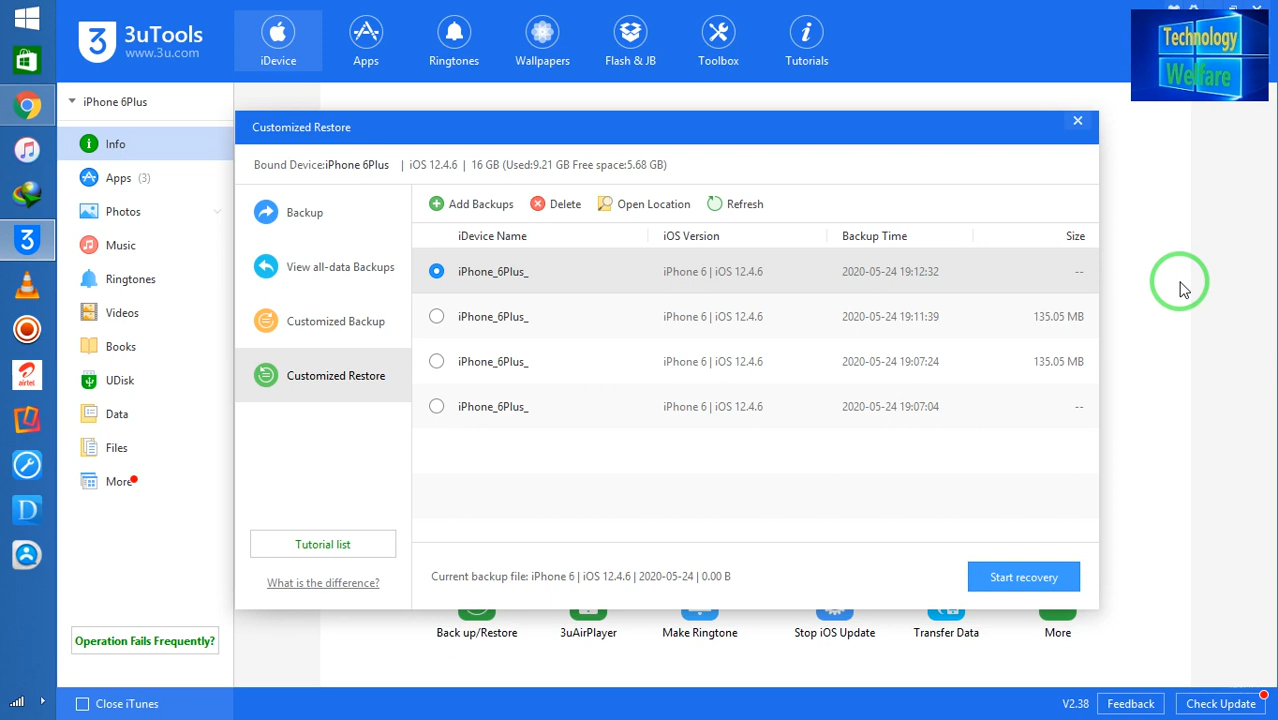 3uTools
www.3u.com
iDevice
Apps
Ringtones
Wallpapers
Flash & JB
Toolbox
Tutorials
Technology
Welfare
iPhone 6Plus
Info
Apps (3)
Photos
Music
Ringtones
Videos
Books
UDisk
Data
Files
More
Operation Fails Frequently?
Customized Restore
Bound Device:iPhone 6Plus | iOS 12.4.6 | 16 GB (Used:9.21 GB Free space:5.68 GB)
Backup
View all-data Backups
Customized Backup
Customized Restore
Tutorial list
What is the difference?
Add Backups Delete Open Location Refresh
iDevice Name iOS Version Backup Time Size
iPhone_6Plus_ iPhone 6 | iOS 12.4.6 2020-05-24 19:12:32 --
iPhone_6Plus_ iPhone 6 | iOS 12.4.6 2020-05-24 19:11:39 135.05 MB
iPhone_6Plus_ iPhone 6 | iOS 12.4.6 2020-05-24 19:07:24 135.05 MB
iPhone_6Plus_ iPhone 6 | iOS 12.4.6 2020-05-24 19:07:04 --
Current backup file: iPhone 6 | iOS 12.4.6 | 2020-05-24 | 0.00 B
Start recovery
Back up/Restore
3uAirPlayer
Make Ringtone
Stop iOS Update
Transfer Data
More
airtel
Close iTunes
V2.38
Feedback
Check Update